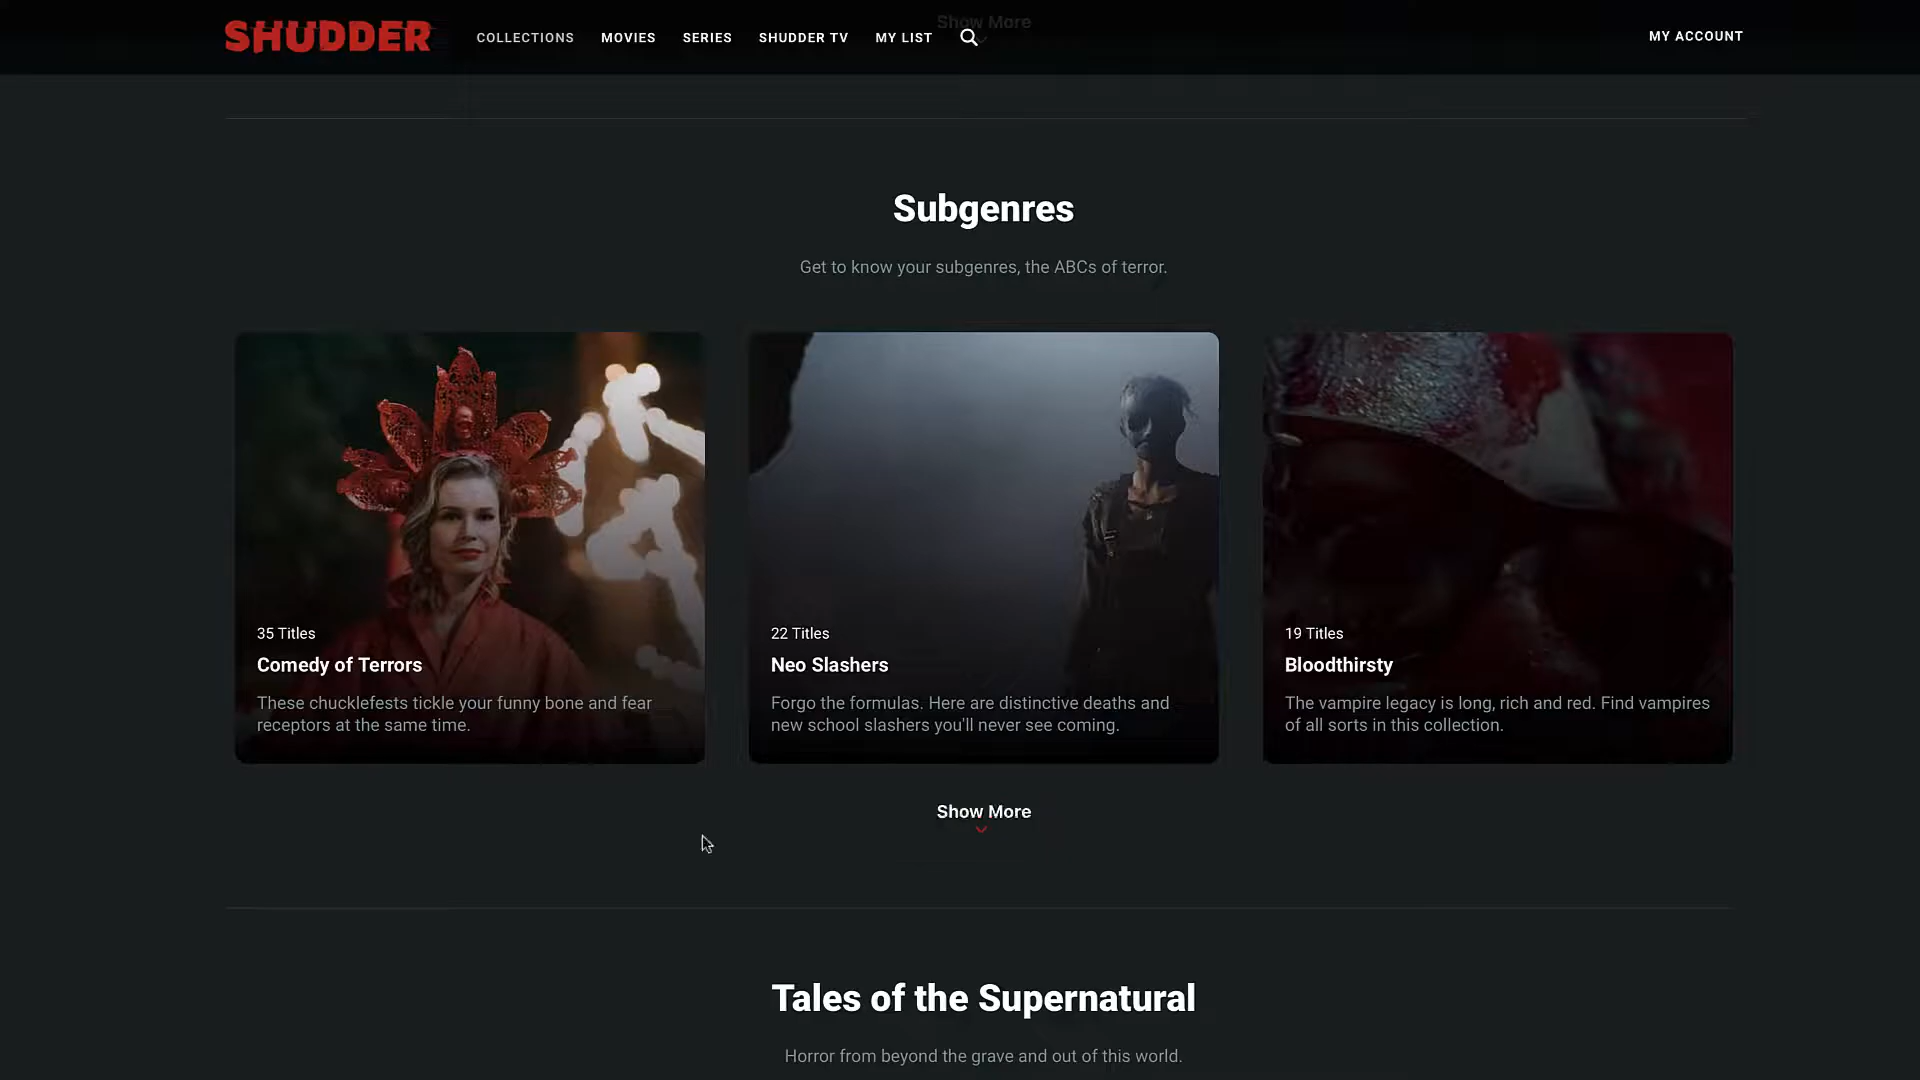 Show More
SHUDDER
COLLECTIONS
MOVIES
SERIES
SHUDDER TV
MY LIST
MY ACCOUNT
Subgenres
Get to know your subgenres, the ABCs of terror.
35 Titles
Comedy of Terrors
These chucklefests tickle your funny bone and fear
receptors at the same time.
22 Titles
Neo Slashers
Forgo the formulas. Here are distinctive deaths and
new school slashers you'll never see coming.
19 Titles
Bloodthirsty
The vampire legacy is long, rich and red. Find vampires
of all sorts in this collection.
Show More
Tales of the Supernatural
Horror from beyond the grave and out of this world.